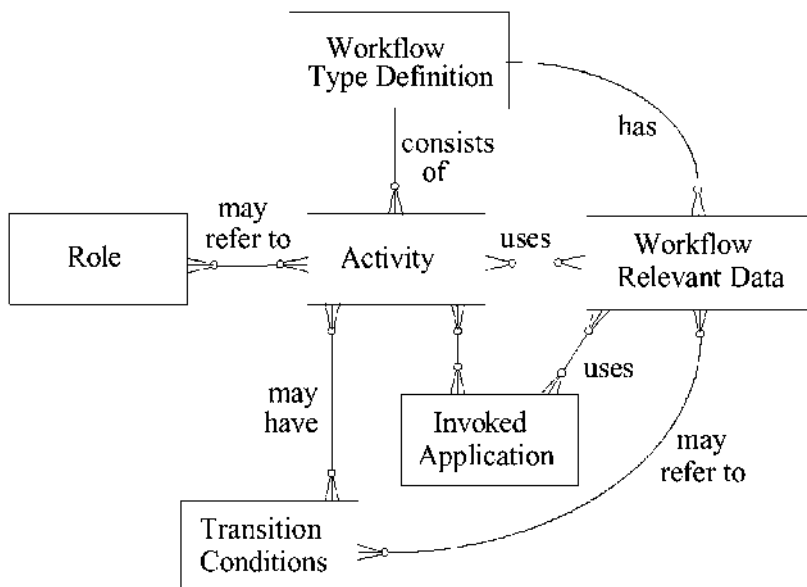 Workflow
Type Definition
consists
of
has
may
refer to
Role
Activity
uses
Workflow
Relevant Data
may
have
Invoked
Application
uses
may
refer to
Transition
Conditions